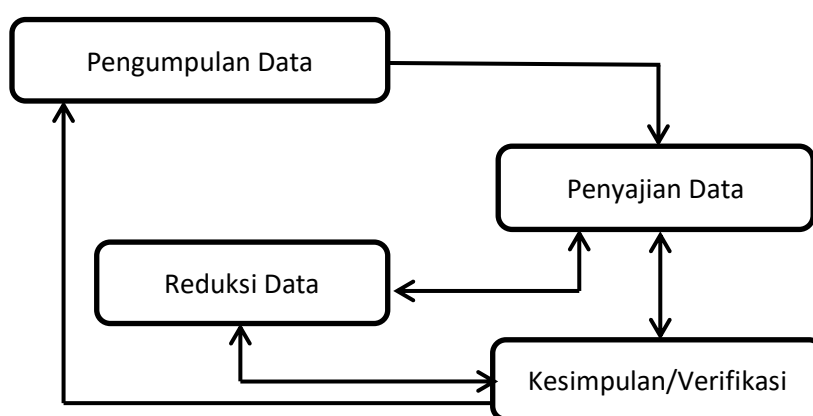 Pengumpulan Data
Penyajian Data
Reduksi Data
Kesimpulan/Verifikasi